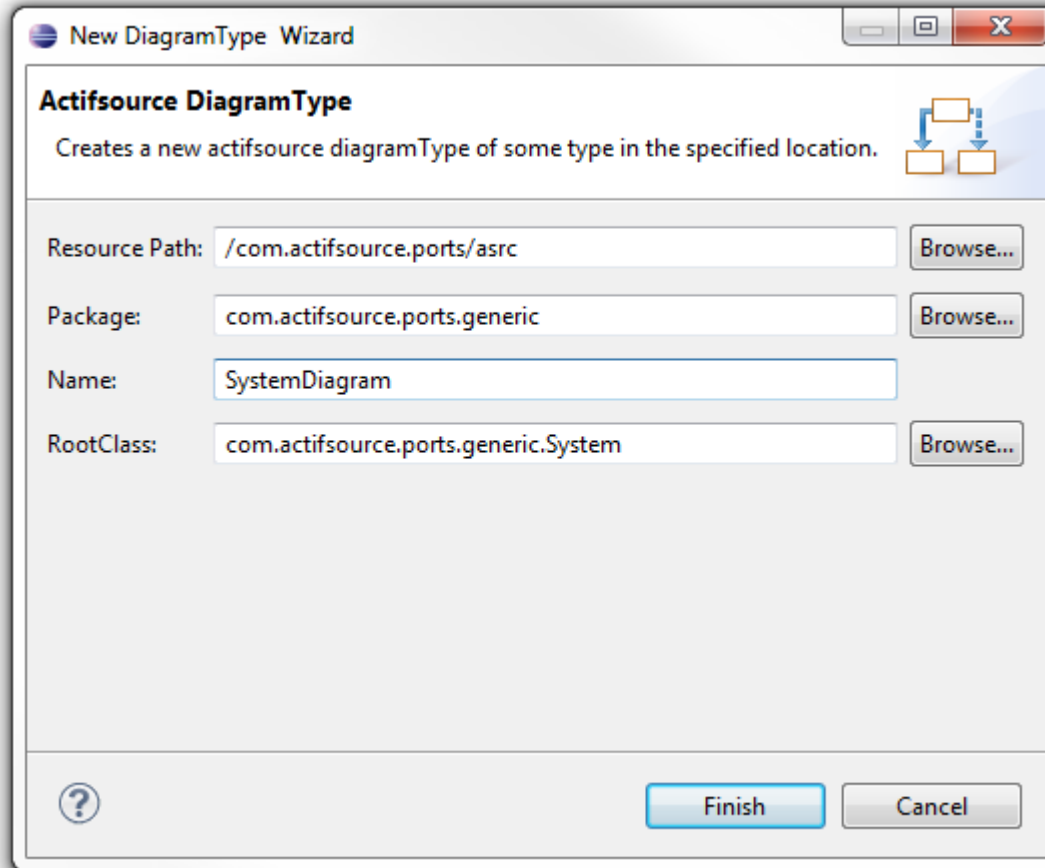 New DiagramType  Wizard
Actifsource DiagramType
Creates a new actifsource diagramType of some type in the specified location.
Resource Path: /com.actifsource.ports/asrc Browse...
Package: com.actifsource.ports.generic Browse...
Name: SystemDiagram
RootClass: com.actifsource.ports.generic.System Browse...
? Finish Cancel